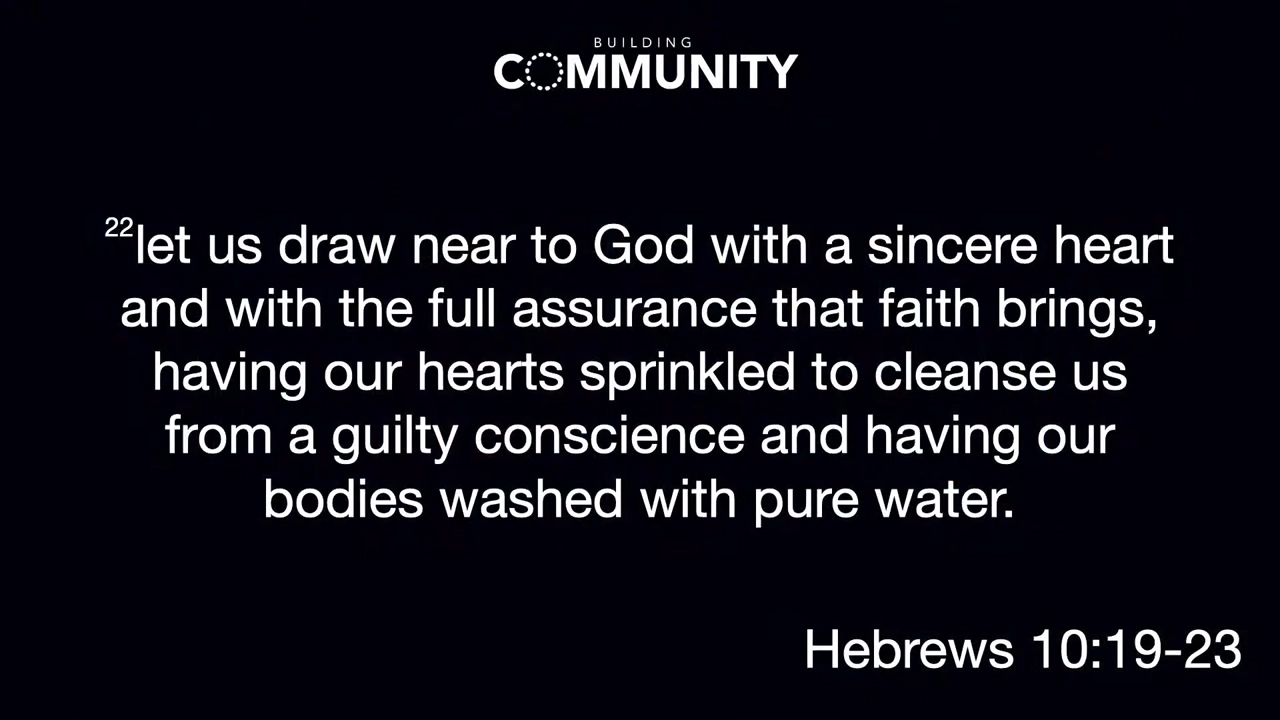 BUILDING
COMMUNITY
22let us draw near to God with a sincere heart
and with the full assurance that faith brings,
having our hearts sprinkled to cleanse us
from a guilty conscience and having our
bodies washed with pure water.
Hebrews 10:19-23